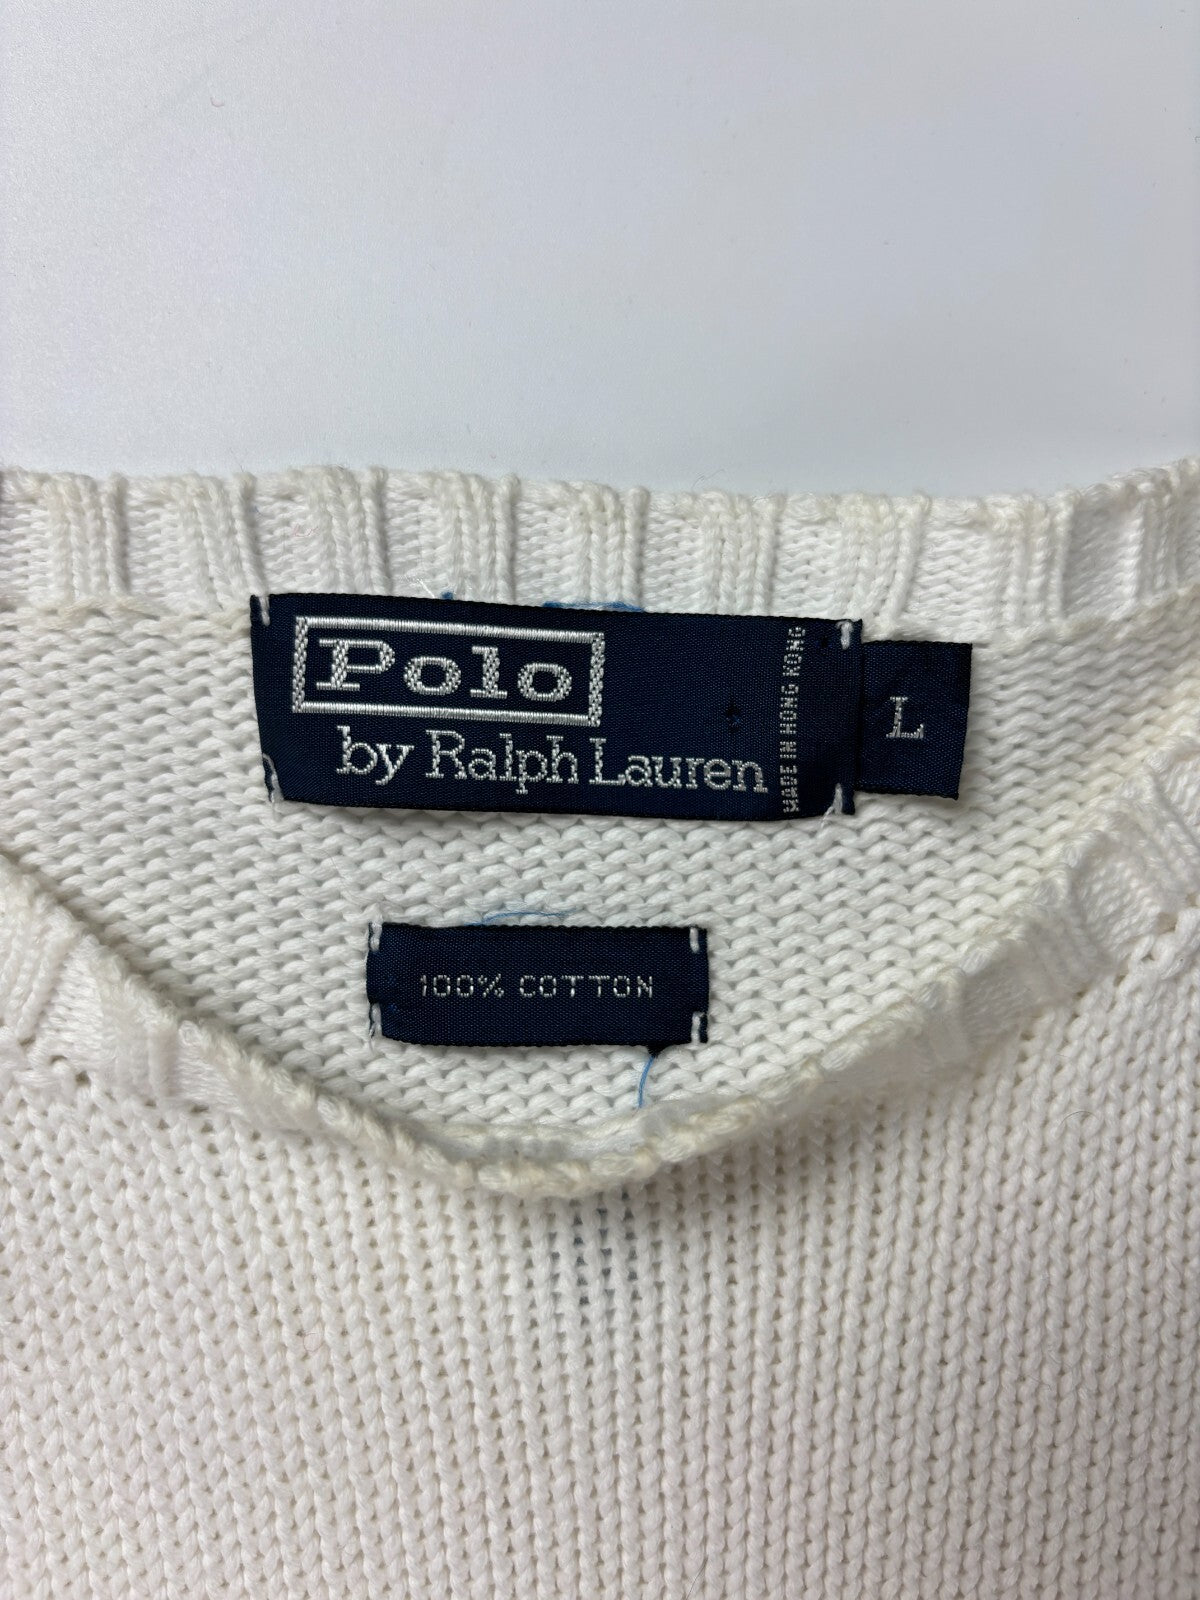 Polo
by Ralph Lauren
MADE IN HONG KONG
L
100% COTTON